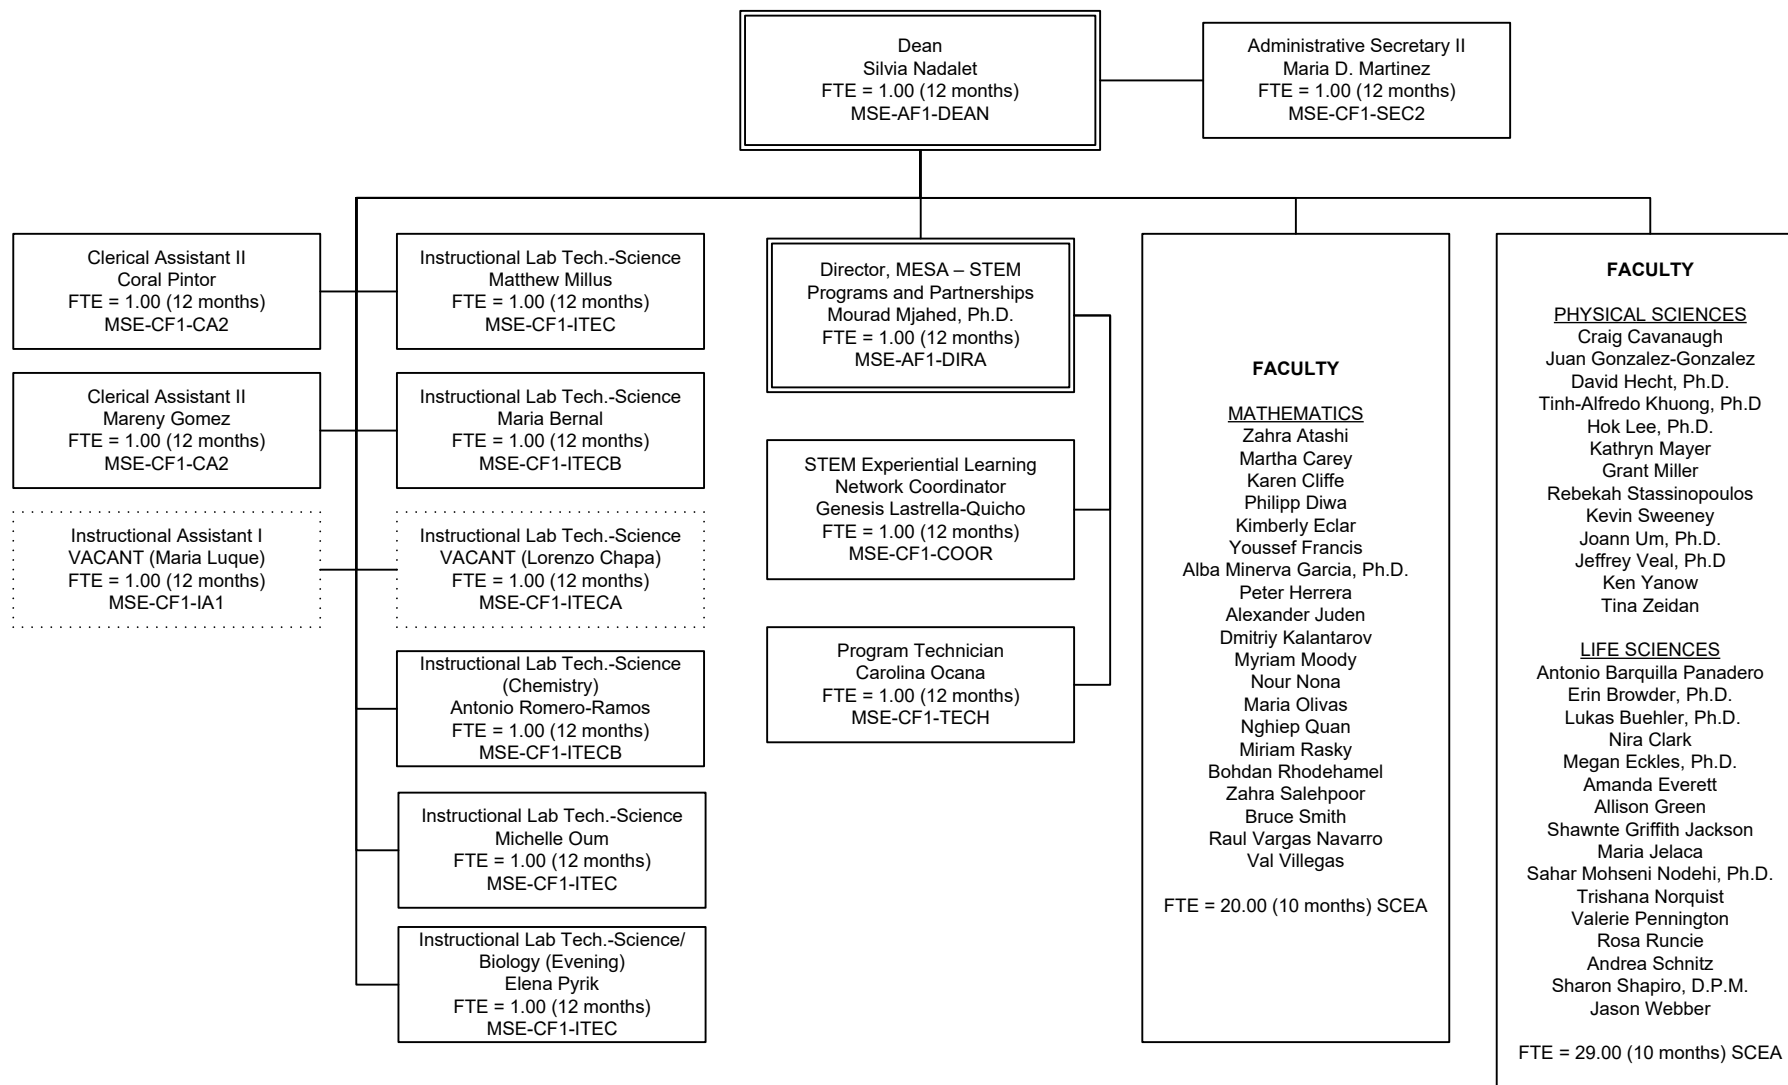 Dean
Silvia Nadalet
FTE = 1.00 (12 months)
MSE-AF1-DEAN
Administrative Secretary II
Maria D. Martinez
FTE = 1.00 (12 months)
MSE-CF1-SEC2
Clerical Assistant II
Coral Pintor
FTE = 1.00 (12 months)
MSE-CF1-CA2
Clerical Assistant II
Mareny Gomez
FTE = 1.00 (12 months)
MSE-CF1-CA2
Instructional Assistant I
VACANT (Maria Luque)
FTE = 1.00 (12 months)
MSE-CF1-IA1
Instructional Lab Tech.-Science
Matthew Millus
FTE = 1.00 (12 months)
MSE-CF1-ITEC
Instructional Lab Tech.-Science
Maria Bernal
FTE = 1.00 (12 months)
MSE-CF1-ITECB
Instructional Lab Tech.-Science
VACANT (Lorenzo Chapa)
FTE = 1.00 (12 months)
MSE-CF1-ITECA
Instructional Lab Tech.-Science
(Chemistry)
Antonio Romero-Ramos
FTE = 1.00 (12 months)
MSE-CF1-ITECB
Instructional Lab Tech.-Science
Michelle Oum
FTE = 1.00 (12 months)
MSE-CF1-ITEC
Instructional Lab Tech.-Science/
Biology (Evening)
Elena Pyrik
FTE = 1.00 (12 months)
MSE-CF1-ITEC
Director, MESA – STEM
Programs and Partnerships
Mourad Mjahed, Ph.D.
FTE = 1.00 (12 months)
MSE-AF1-DIRA
STEM Experiential Learning
Network Coordinator
Genesis Lastrella-Quicho
FTE = 1.00 (12 months)
MSE-CF1-COOR
Program Technician
Carolina Ocana
FTE = 1.00 (12 months)
MSE-CF1-TECH
FACULTY
MATHEMATICS
Zahra Atashi
Martha Carey
Karen Cliffe
Philipp Diwa
Kimberly Eclar
Youssef Francis
Alba Minerva Garcia, Ph.D.
Peter Herrera
Alexander Juden
Dmitriy Kalantarov
Myriam Moody
Nour Nona
Maria Olivas
Nghiep Quan
Miriam Rasky
Bohdan Rhodehamel
Zahra Salehpoor
Bruce Smith
Raul Vargas Navarro
Val Villegas
FTE = 20.00 (10 months) SCEA
FACULTY
PHYSICAL SCIENCES
Craig Cavanaugh
Juan Gonzalez-Gonzalez
David Hecht, Ph.D.
Tinh-Alfredo Khuong, Ph.D
Hok Lee, Ph.D.
Kathryn Mayer
Grant Miller
Rebekah Stassinopoulos
Kevin Sweeney
Joann Um, Ph.D.
Jeffrey Veal, Ph.D
Ken Yanow
Tina Zeidan
LIFE SCIENCES
Antonio Barquilla Panadero
Erin Browder, Ph.D.
Lukas Buehler, Ph.D.
Nira Clark
Megan Eckles, Ph.D.
Amanda Everett
Allison Green
Shawnte Griffith Jackson
Maria Jelaca
Sahar Mohseni Nodehi, Ph.D.
Trishana Norquist
Valerie Pennington
Rosa Runcie
Andrea Schnitz
Sharon Shapiro, D.P.M.
Jason Webber
FTE = 29.00 (10 months) SCEA